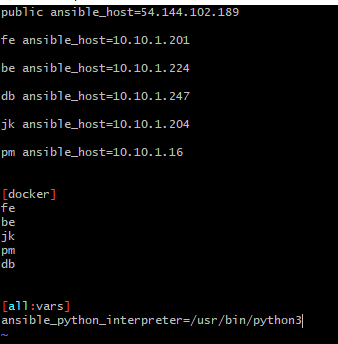 public ansible_host=54.144.102.189
fe ansible_host=10.10.1.201
be ansible_host=10.10.1.224
db ansible_host=10.10.1.247
jk ansible_host=10.10.1.204
pm ansible_host=10.10.1.16
[docker]
fe
be
jk
pm
db
[all:vars]
ansible_python_interpreter=/usr/bin/python3
~